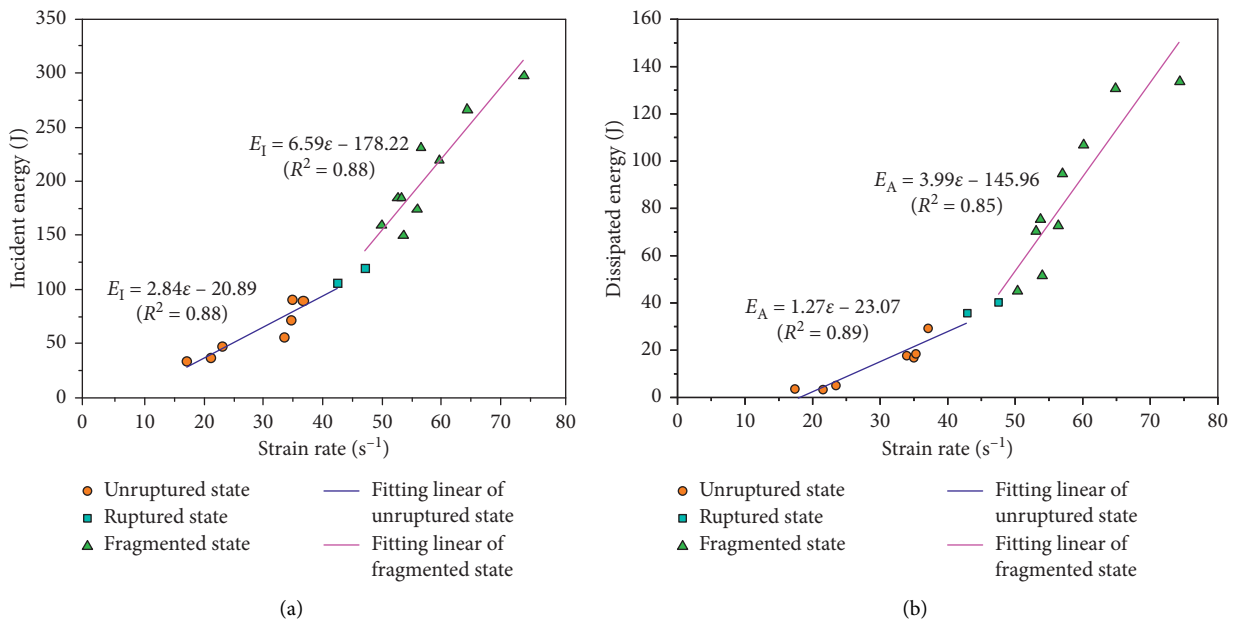 350
300
250
200
150
100
50
0
Incident energy (J)
E_I = 6.59ε – 178.22
(R² = 0.88)
E_I = 2.84ε – 20.89
(R² = 0.88)
0 10 20 30 40 50 60 70 80
Strain rate (s⁻¹)
Unruptured state
Ruptured state
Fragmented state
Fitting linear of
unruptured state
Fitting linear of
fragmented state
(a)
160
140
120
100
80
60
40
20
0
Dissipated energy (J)
E_A = 3.99ε – 145.96
(R² = 0.85)
E_A = 1.27ε – 23.07
(R² = 0.89)
0 10 20 30 40 50 60 70 80
Strain rate (s⁻¹)
Unruptured state
Ruptured state
Fragmented state
Fitting linear of
unruptured state
Fitting linear of
fragmented state
(b)